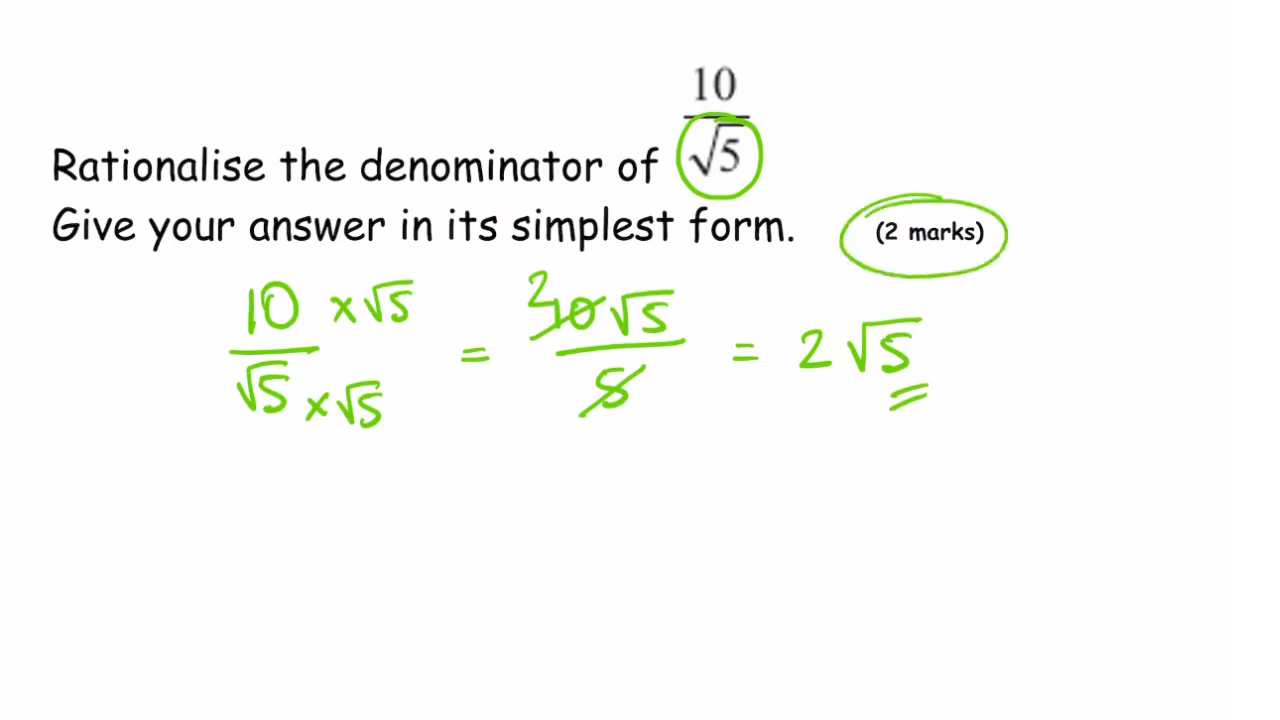 Rationalise the denominator of 10/√5
Give your answer in its simplest form. (2 marks)
10 × √5 / √5 × √5 = 2 10√5 / 5 = 2√5